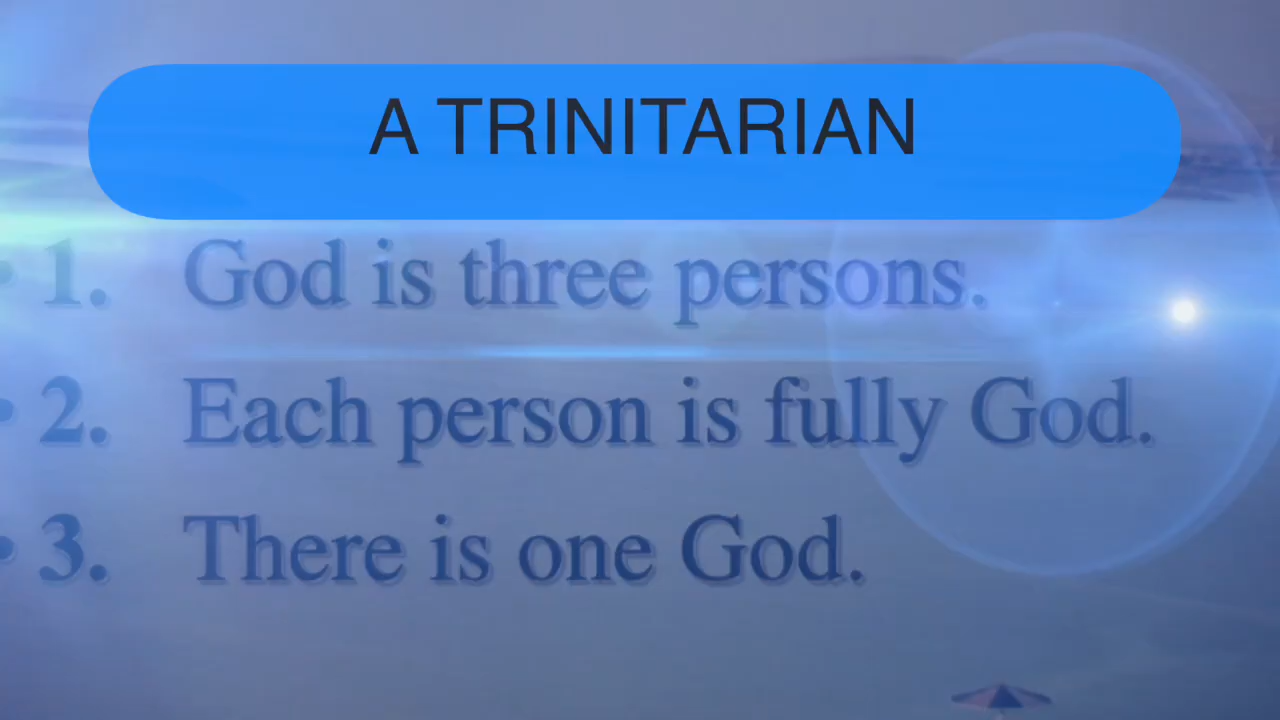 A TRINITARIAN
• 1. God is three persons.
• 2. Each person is fully God.
• 3. There is one God.